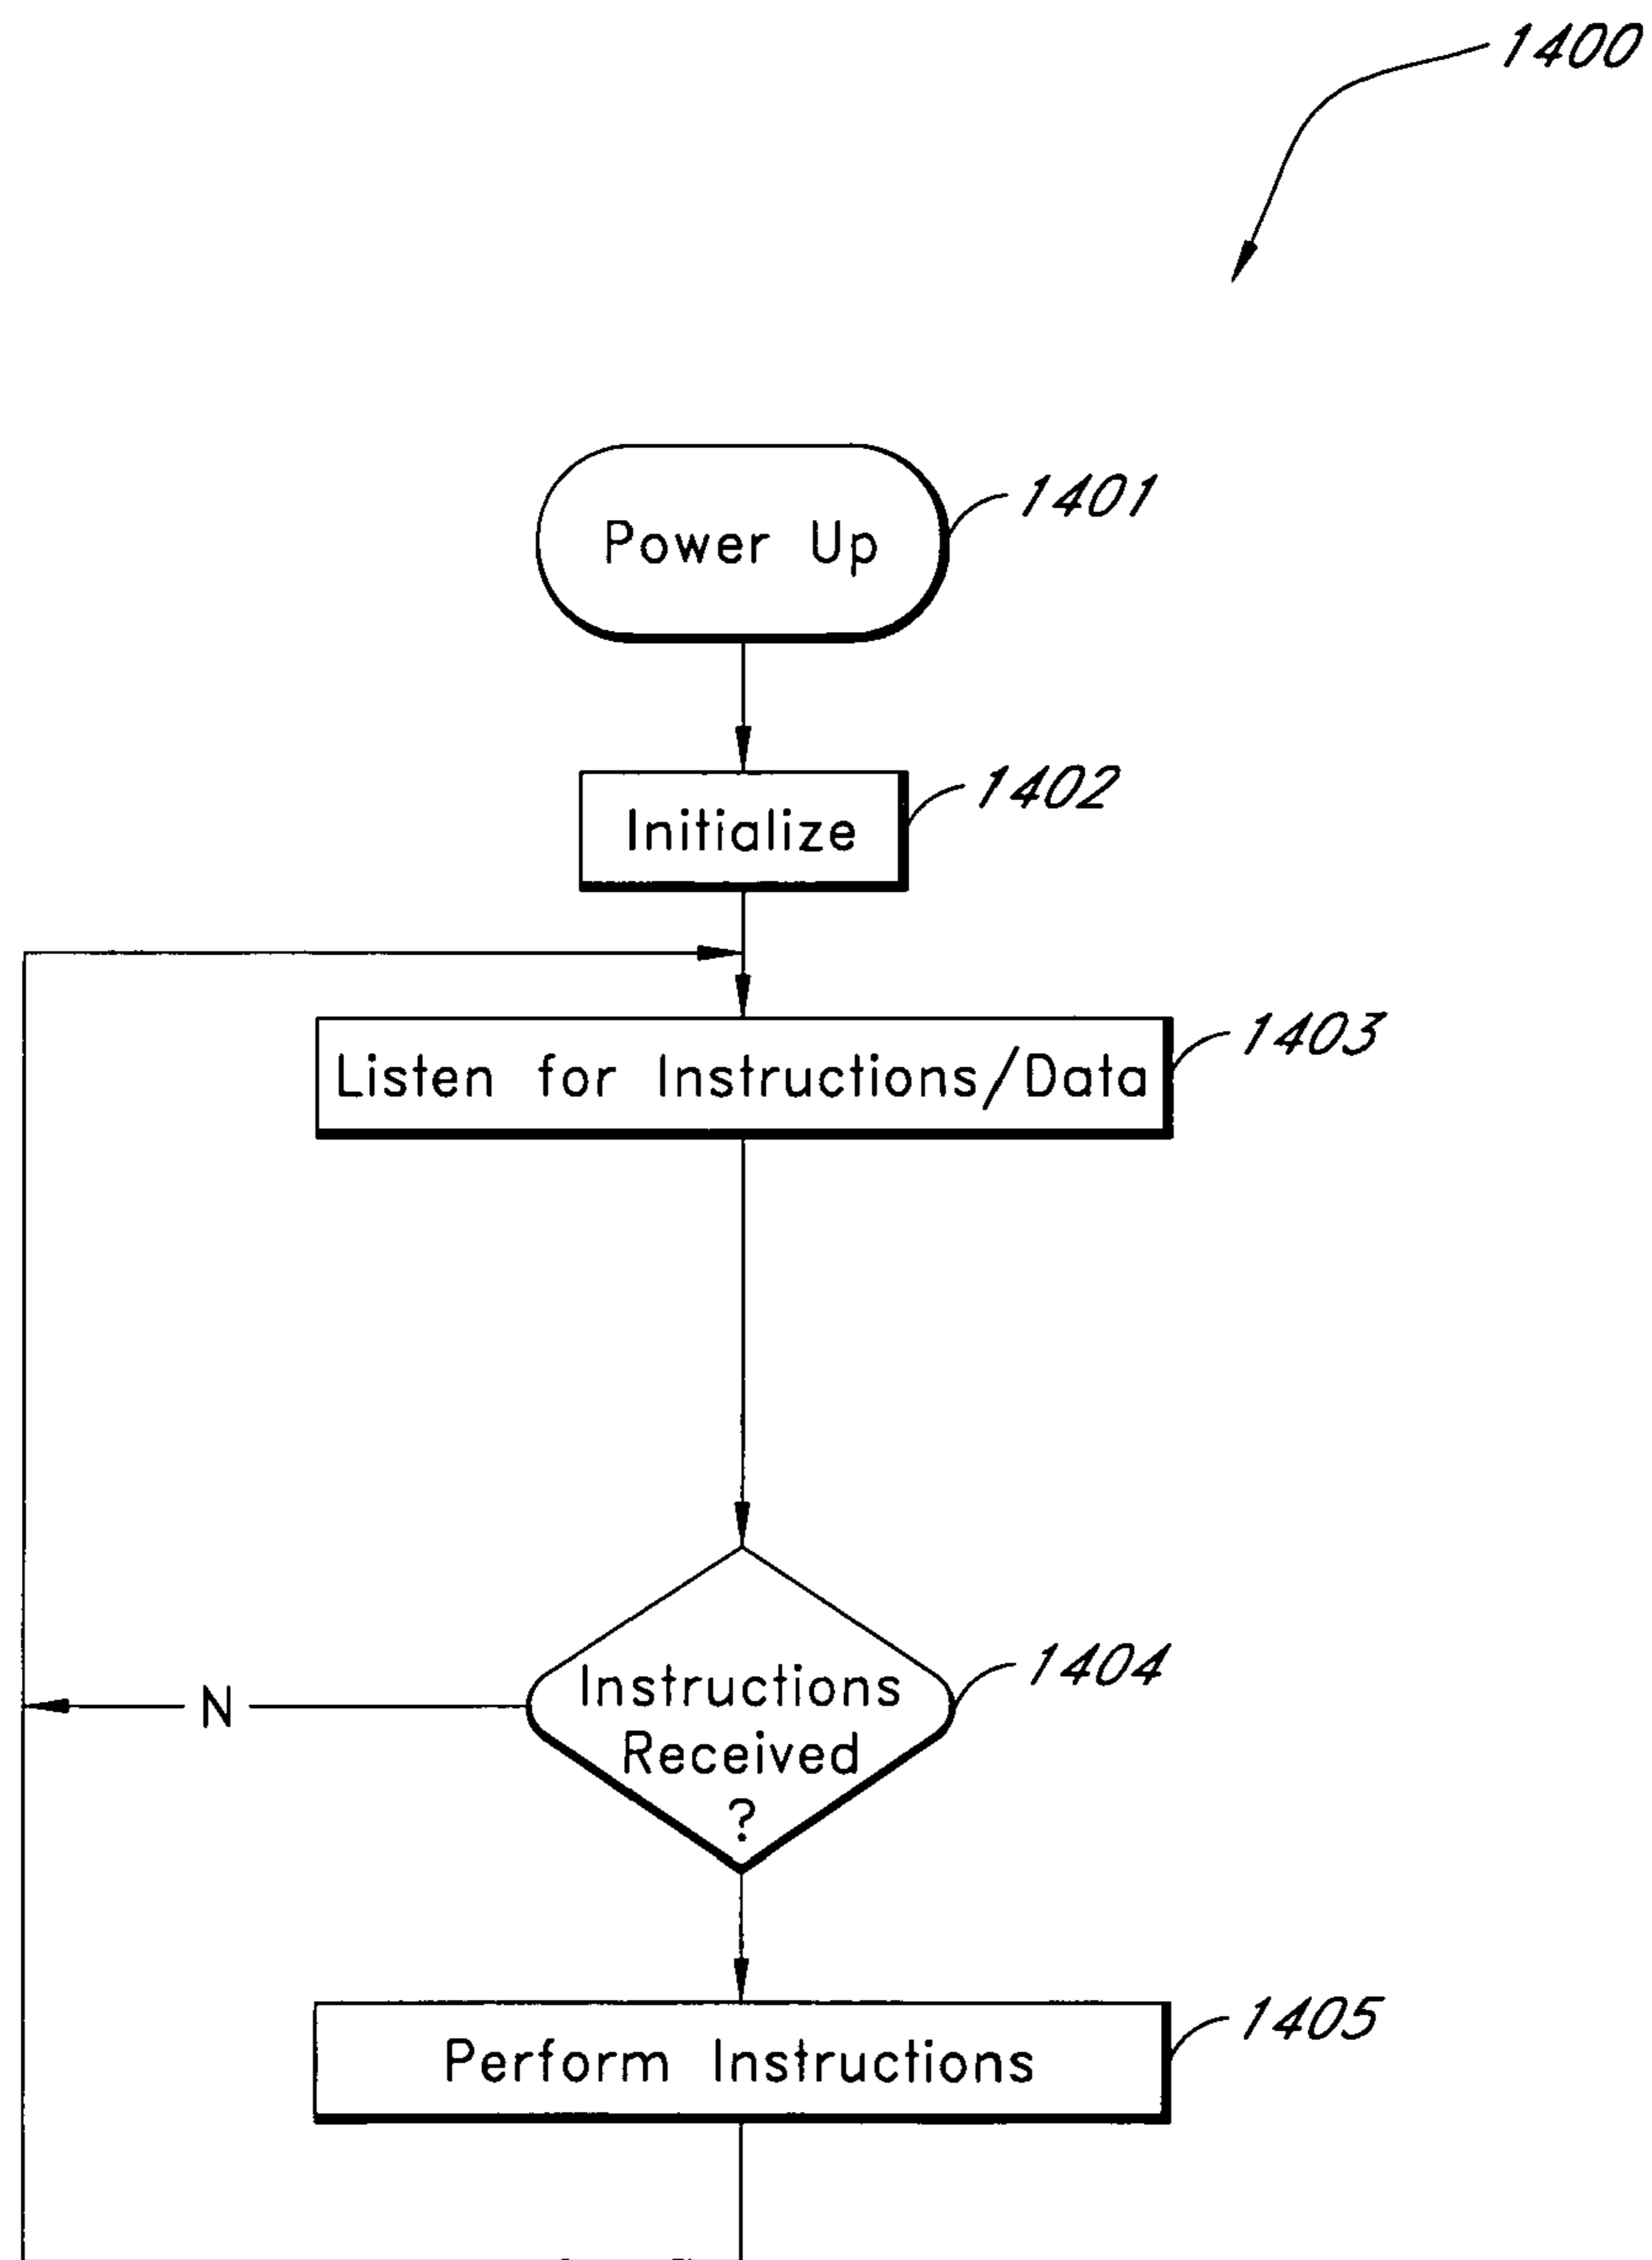 1400
Power Up
1401
Initialize
1402
Listen for Instructions/Data
1403
Instructions
Received
?
1404
N
Perform Instructions
1405